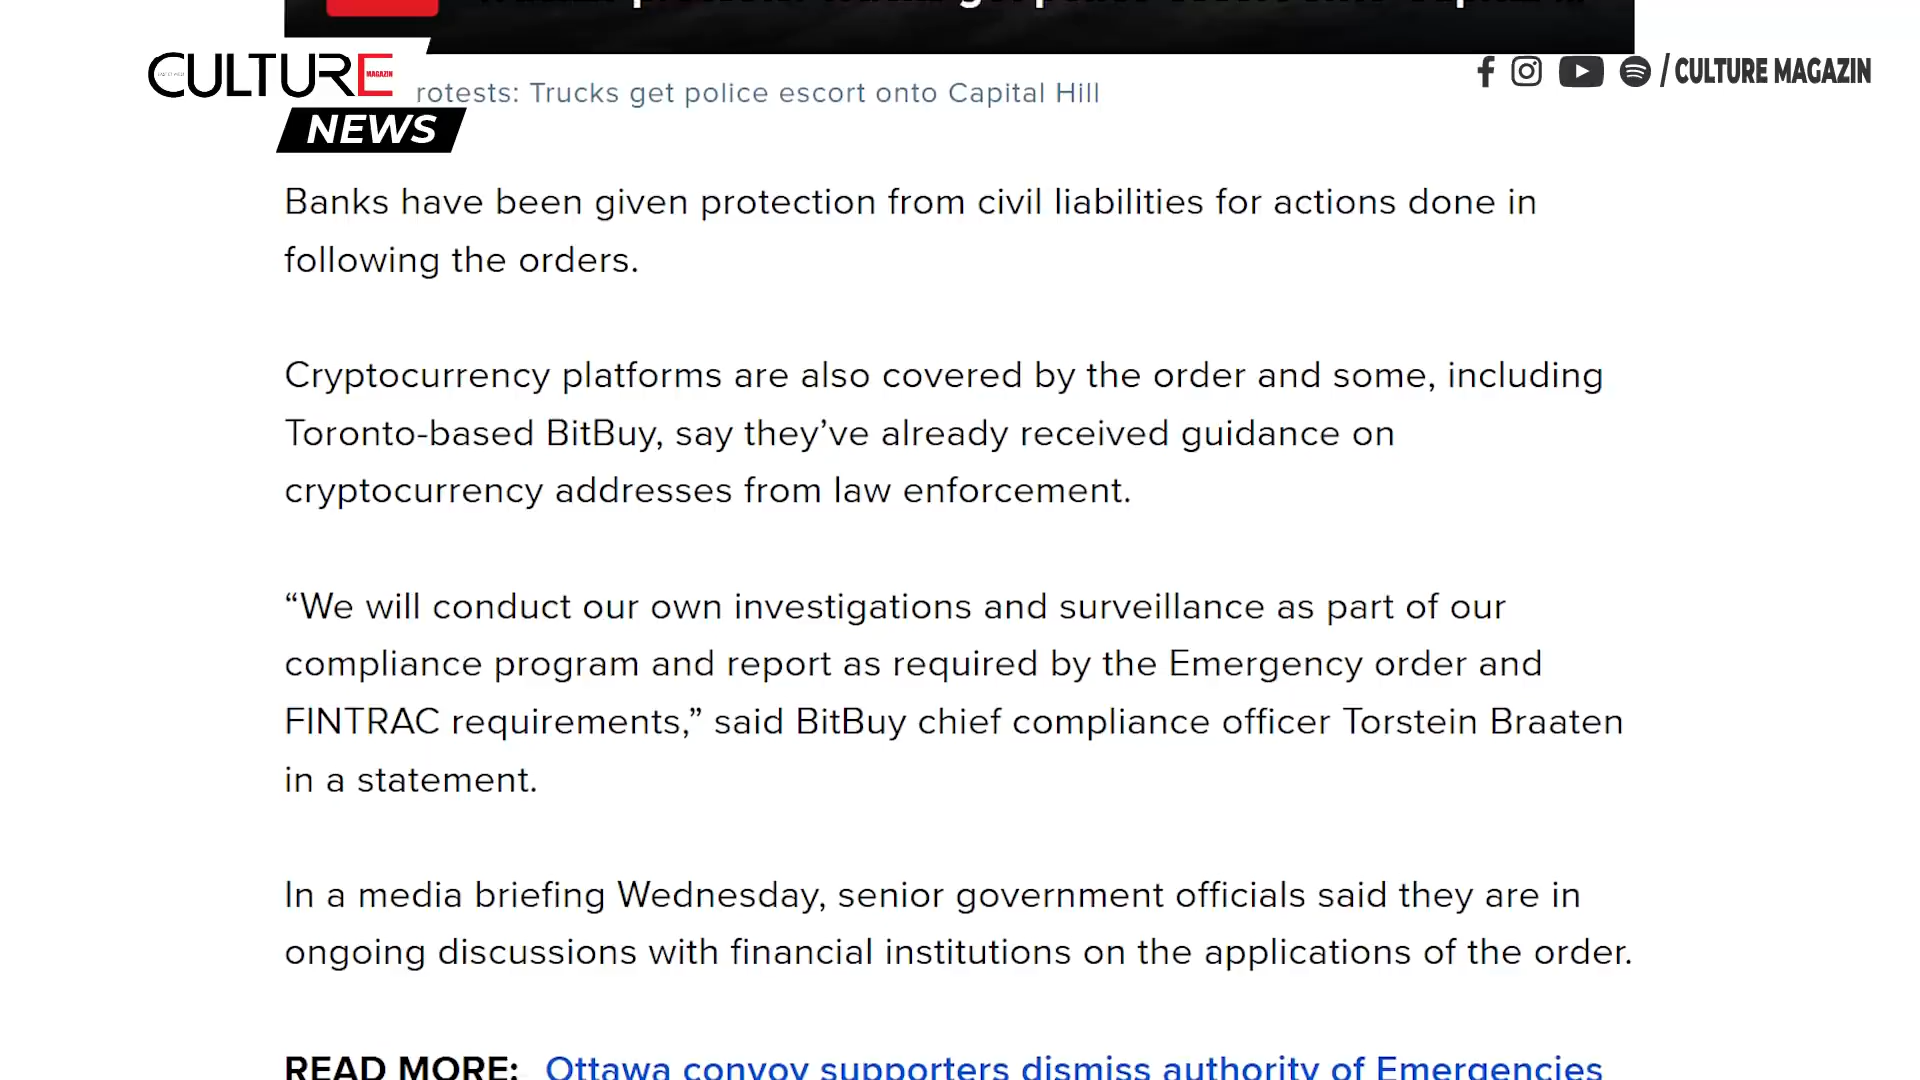 CULTURE
MAGAZIN
NEWS
/ CULTURE MAGAZIN
rotests: Trucks get police escort onto Capital Hill
Banks have been given protection from civil liabilities for actions done in
following the orders.
Cryptocurrency platforms are also covered by the order and some, including
Toronto-based BitBuy, say they’ve already received guidance on
cryptocurrency addresses from law enforcement.
“We will conduct our own investigations and surveillance as part of our
compliance program and report as required by the Emergency order and
FINTRAC requirements,” said BitBuy chief compliance officer Torstein Braaten
in a statement.
In a media briefing Wednesday, senior government officials said they are in
ongoing discussions with financial institutions on the applications of the order.
READ MORE: Ottawa convoy supporters dismiss authority of Emergencies